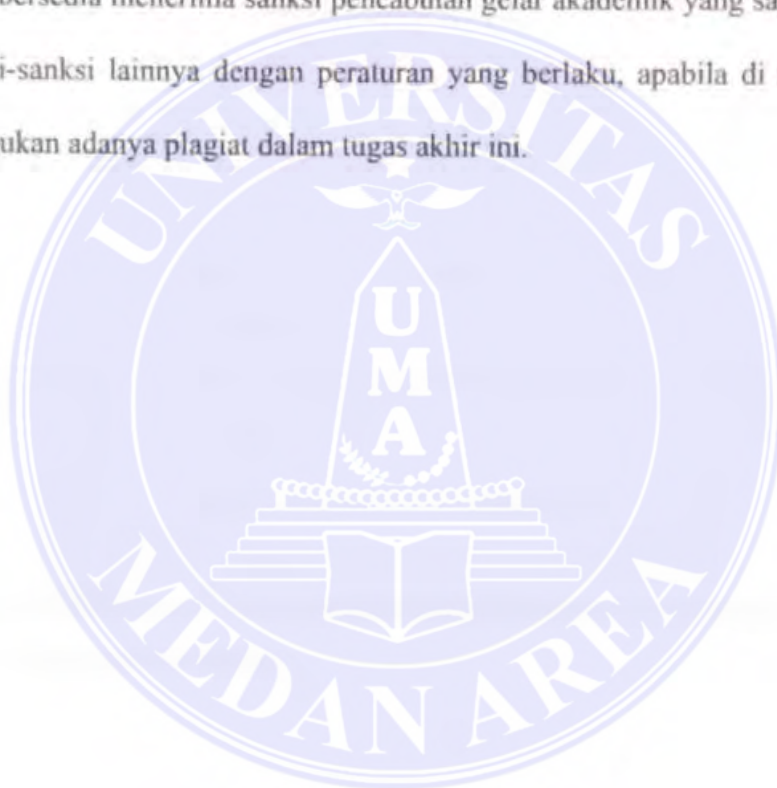 bersedia menerima sanksi pencabutan gelar akademik yang
i-sanksi lainnya dengan peraturan yang berlaku, apabila di
ukan adanya plagiat dalam tugas akhir ini.
UNIVERSITAS
U
M
A
MEDAN AREA